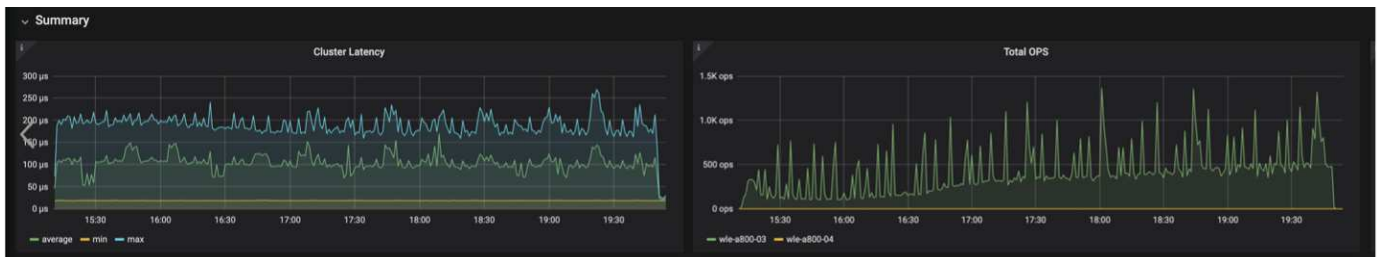 Summary
Cluster Latency
300 µs
250 µs
200 µs
150 µs
100 µs
50 µs
0 µs
15:30 16:00 16:30 17:00 17:30 18:00 18:30 19:00 19:30
average min max
Total OPS
1.5K ops
1.0K ops
500 ops
0 ops
15:30 16:00 16:30 17:00 17:30 18:00 18:30 19:00 19:30
wle-a800-03 wle-a800-04